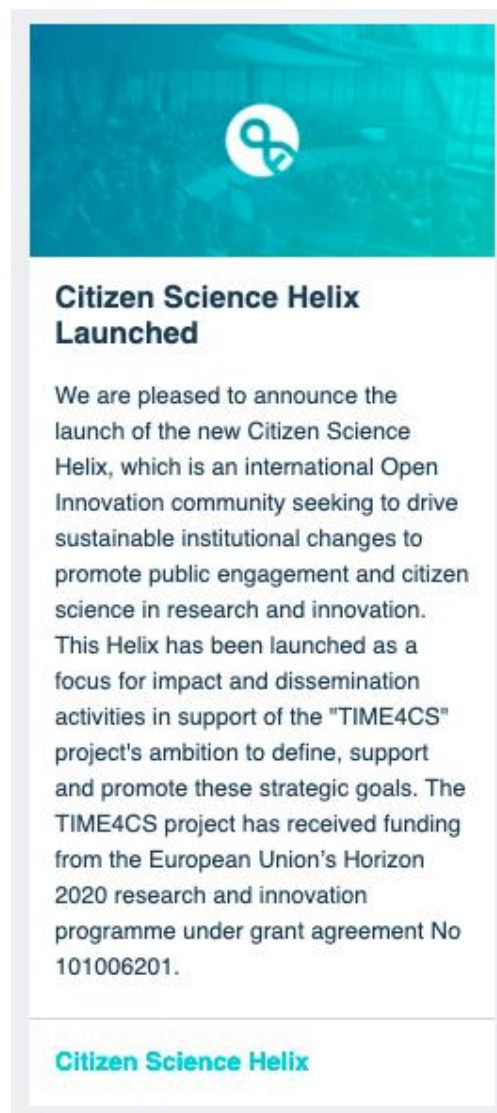 Citizen Science Helix
Launched
We are pleased to announce the
launch of the new Citizen Science
Helix, which is an international Open
Innovation community seeking to drive
sustainable institutional changes to
promote public engagement and citizen
science in research and innovation.
This Helix has been launched as a
focus for impact and dissemination
activities in support of the "TIME4CS"
project's ambition to define, support
and promote these strategic goals. The
TIME4CS project has received funding
from the European Union’s Horizon
2020 research and innovation
programme under grant agreement No
101006201.
Citizen Science Helix